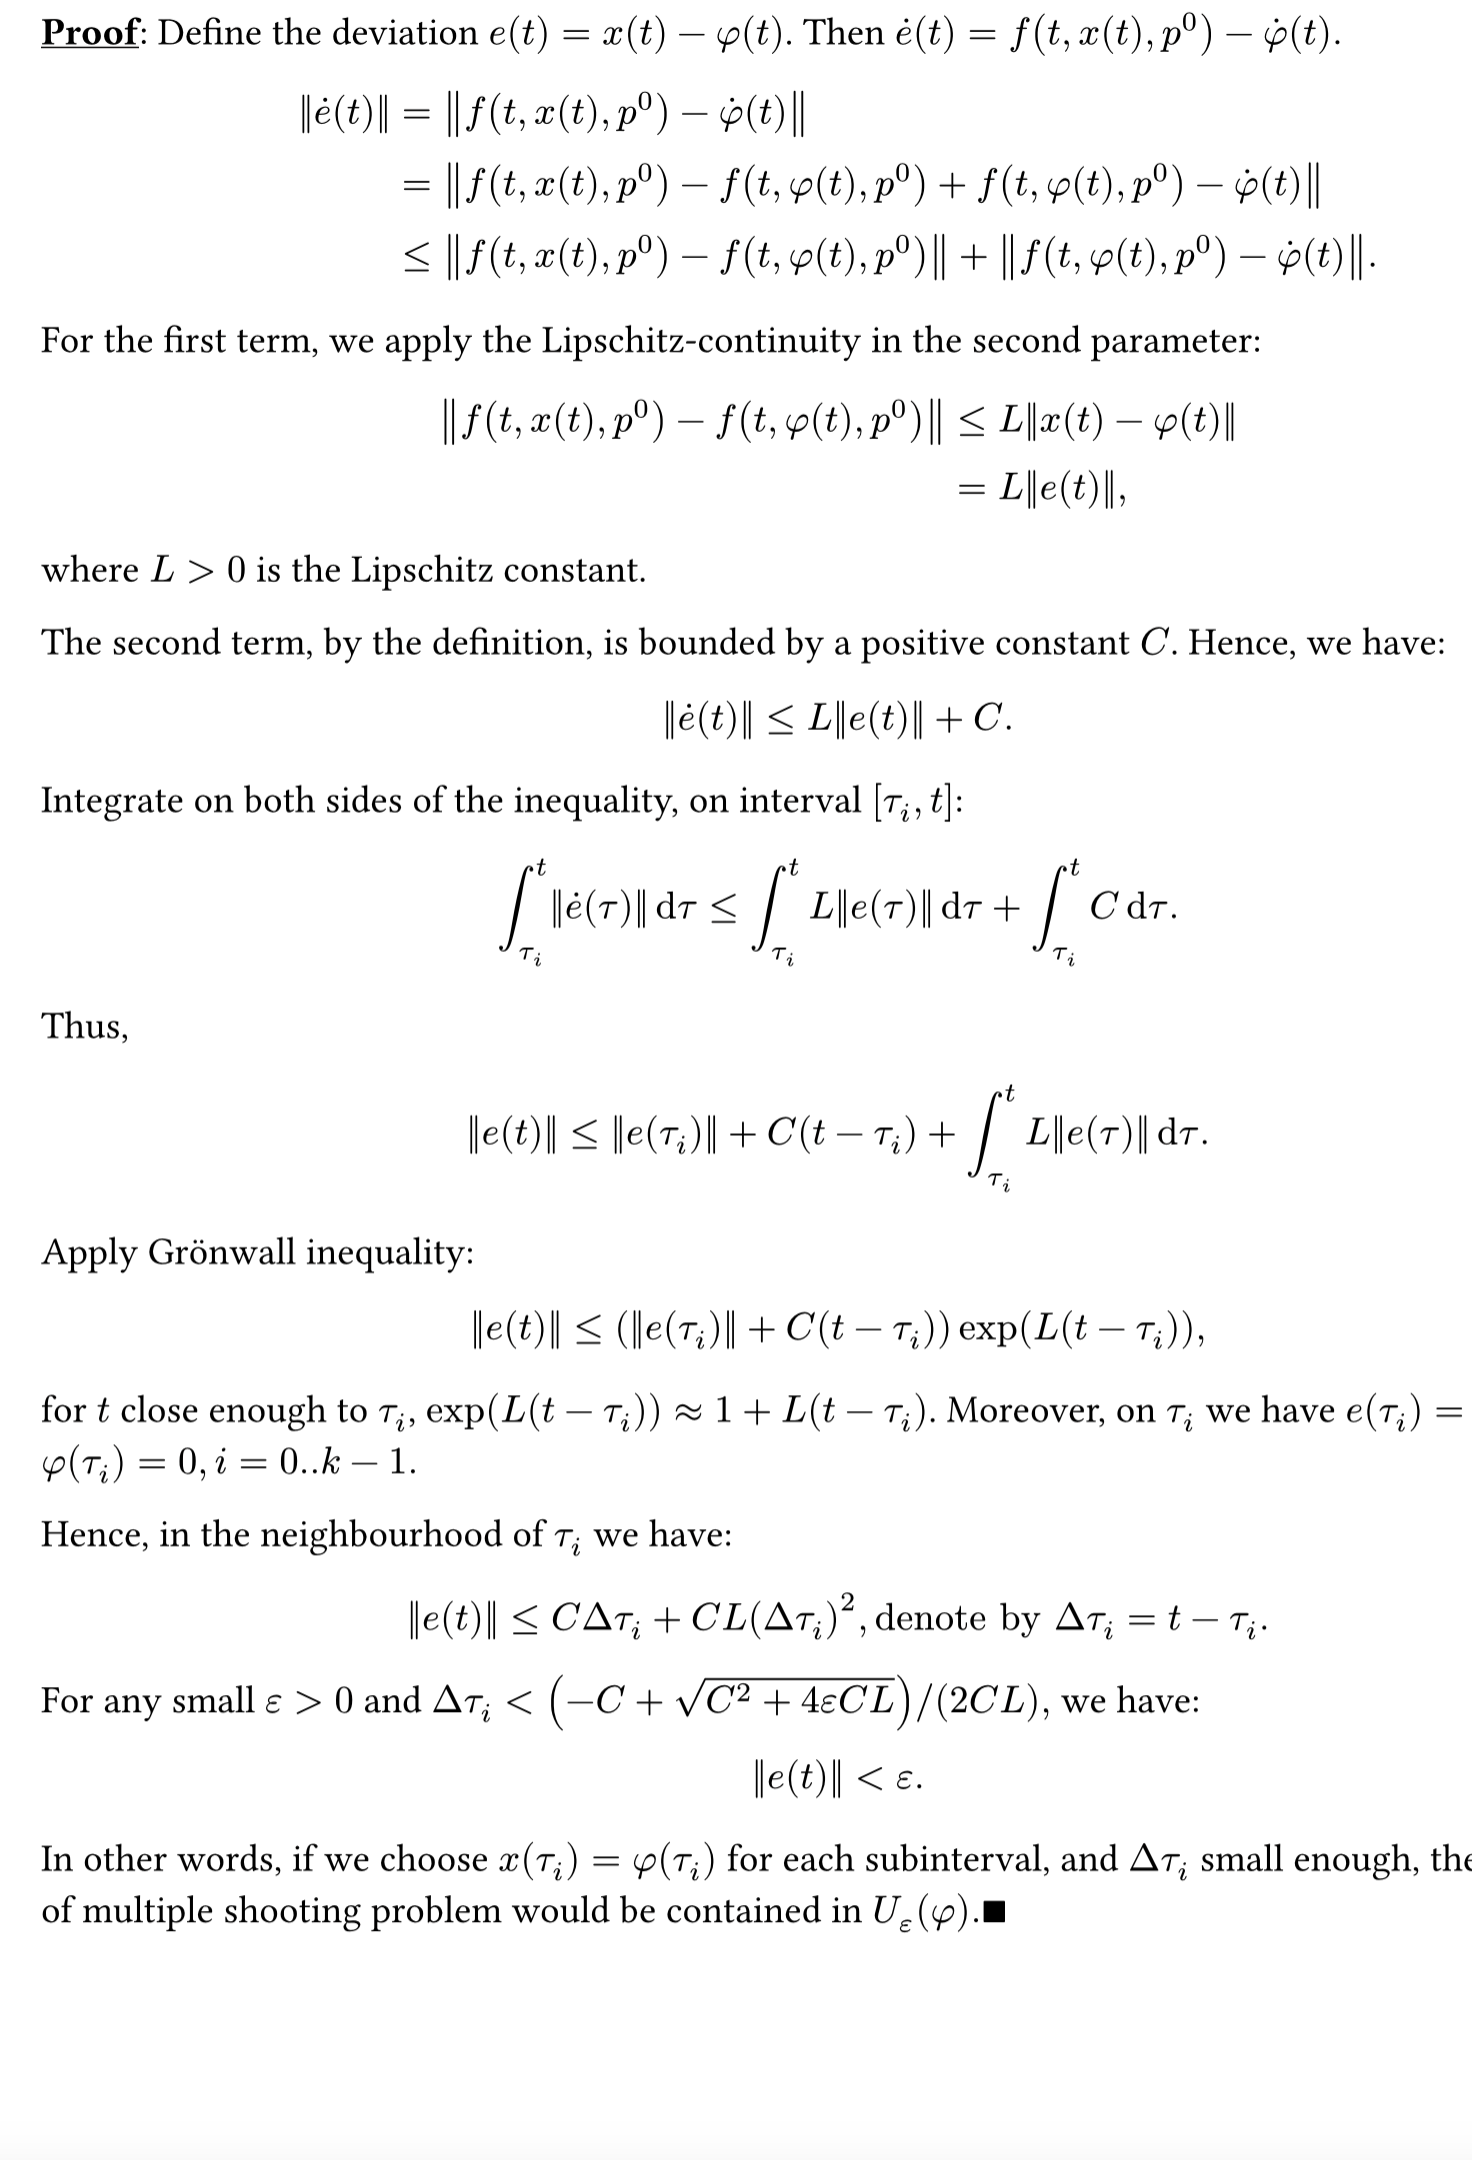 Proof: Define the deviation e(t) = x(t) − φ(t). Then ė(t) = f(t, x(t), p⁰) − φ̇(t).
‖ė(t)‖ = ‖f(t, x(t), p⁰) − φ̇(t)‖
= ‖f(t, x(t), p⁰) − f(t, φ(t), p⁰) + f(t, φ(t), p⁰) − φ̇(t)‖
≤ ‖f(t, x(t), p⁰) − f(t, φ(t), p⁰)‖ + ‖f(t, φ(t), p⁰) − φ̇(t)‖.
For the first term, we apply the Lipschitz-continuity in the second parameter:
‖f(t, x(t), p⁰) − f(t, φ(t), p⁰)‖ ≤ L‖x(t) − φ(t)‖
= L‖e(t)‖,
where L > 0 is the Lipschitz constant.
The second term, by the definition, is bounded by a positive constant C. Hence, we have:
‖ė(t)‖ ≤ L‖e(t)‖ + C.
Integrate on both sides of the inequality, on interval [τᵢ, t]:
∫_{τᵢ}^{t} ‖ė(τ)‖ dτ ≤ ∫_{τᵢ}^{t} L‖e(τ)‖ dτ + ∫_{τᵢ}^{t} C dτ.
Thus,
‖e(t)‖ ≤ ‖e(τᵢ)‖ + C(t − τᵢ) + ∫_{τᵢ}^{t} L‖e(τ)‖ dτ.
Apply Grönwall inequality:
‖e(t)‖ ≤ (‖e(τᵢ)‖ + C(t − τᵢ)) exp(L(t − τᵢ)),
for t close enough to τᵢ, exp(L(t − τᵢ)) ≈ 1 + L(t − τᵢ). Moreover, on τᵢ we have e(τᵢ) =
φ(τᵢ) = 0, i = 0..k − 1.
Hence, in the neighbourhood of τᵢ we have:
‖e(t)‖ ≤ CΔτᵢ + CL(Δτᵢ)², denote by Δτᵢ = t − τᵢ.
For any small ε > 0 and Δτᵢ < (−C + √(C² + 4εCL))/(2CL), we have:
‖e(t)‖ < ε.
In other words, if we choose x(τᵢ) = φ(τᵢ) for each subinterval, and Δτᵢ small enough,
of multiple shooting problem would be contained in U_ε(φ).■